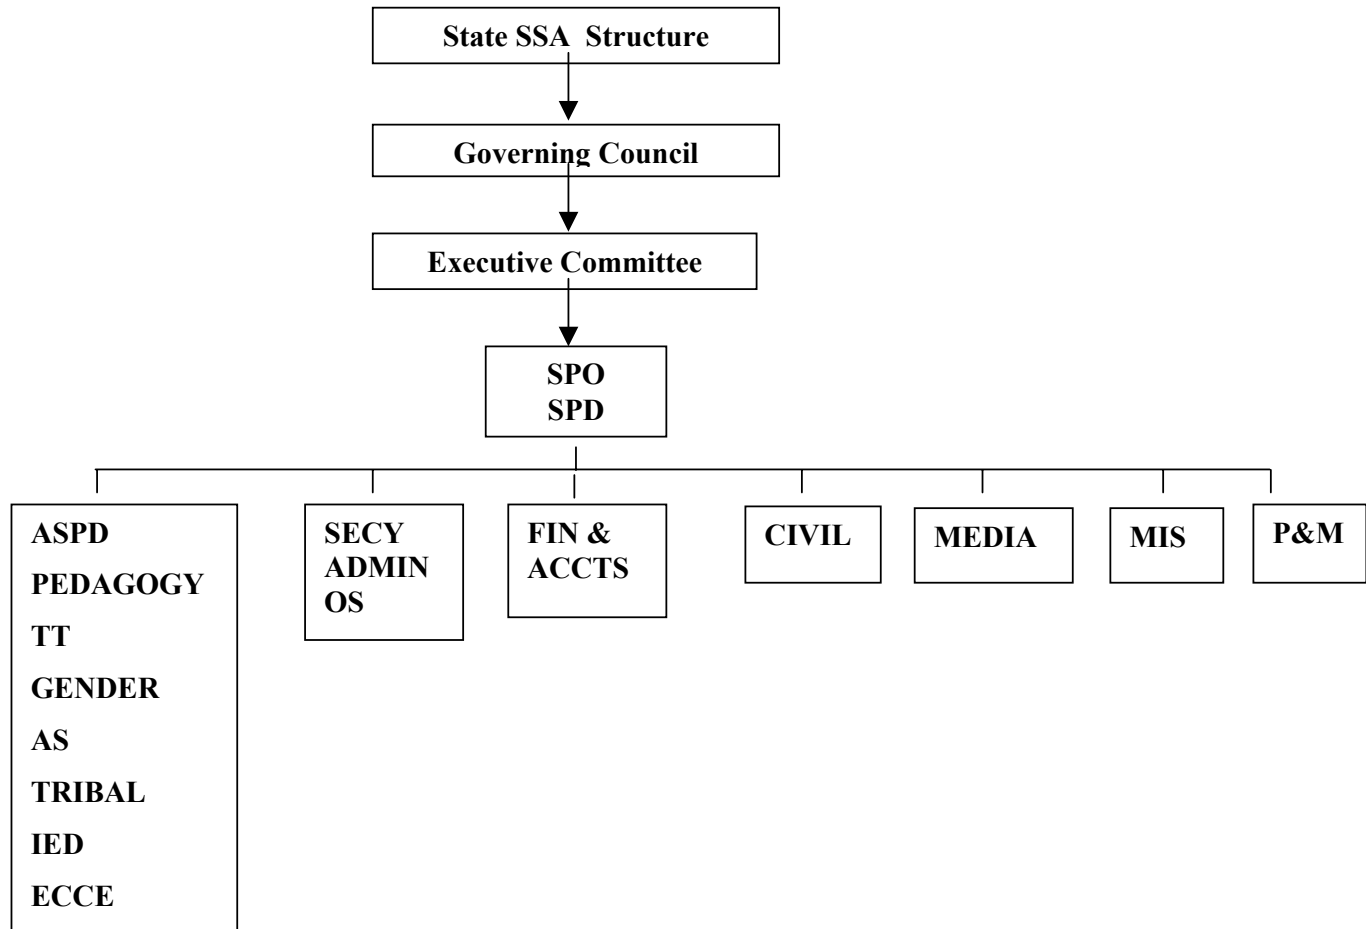 State SSA  Structure
Governing Council
Executive Committee
SPO
SPD
ASPD
PEDAGOGY
TT
GENDER
AS
TRIBAL
IED
ECCE
SECY
ADMIN
OS
FIN &
ACCTS
CIVIL
MEDIA
MIS
P&M